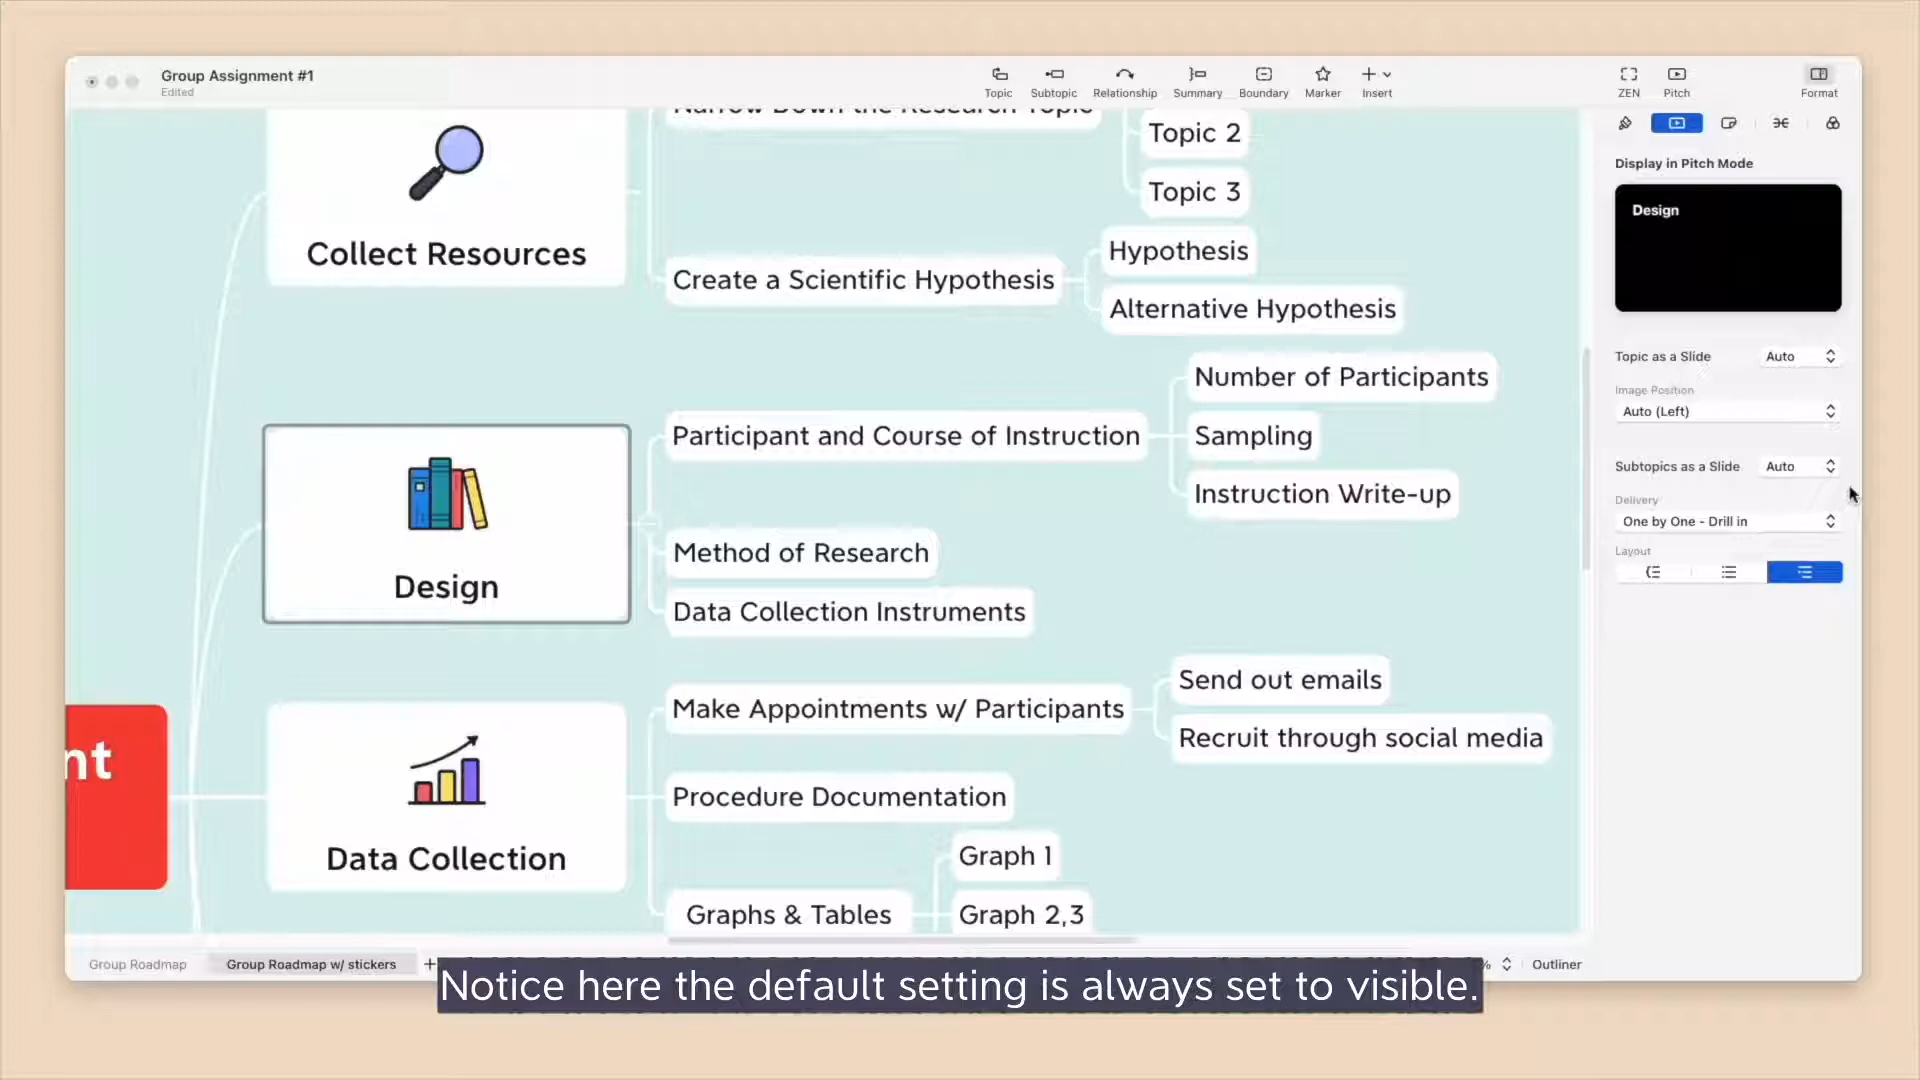 Group Assignment #1
Edited
Topic
Subtopic
Relationship
Summary
Boundary
Marker
Insert
ZEN
Pitch
Format
Narrow Down the Research Topic
Topic 2
Topic 3
Collect Resources
Create a Scientific Hypothesis
Hypothesis
Alternative Hypothesis
Design
Participant and Course of Instruction
Number of Participants
Sampling
Instruction Write-up
Method of Research
Data Collection Instruments
nt
Data Collection
Make Appointments w/ Participants
Send out emails
Recruit through social media
Procedure Documentation
Graphs & Tables
Graph 1
Graph 2,3
Display in Pitch Mode
Design
Topic as a Slide
Auto
Image Position
Auto (Left)
Subtopics as a Slide
Auto
Delivery
One by One - Drill in
Layout
Group Roadmap
Group Roadmap w/ stickers
+
%
Outliner
Notice here the default setting is always set to visible.